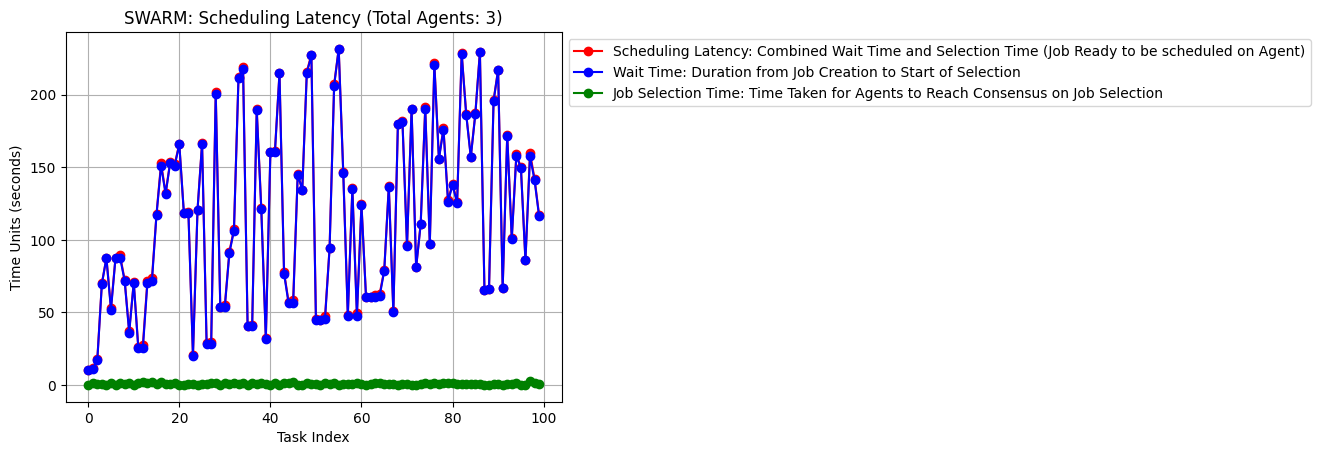 SWARM: Scheduling Latency (Total Agents: 3)
Scheduling Latency: Combined Wait Time and Selection Time (Job Ready to be scheduled on Agent)
Wait Time: Duration from Job Creation to Start of Selection
Job Selection Time: Time Taken for Agents to Reach Consensus on Job Selection
Time Units (seconds)
200
150
100
50
0
0 20 40 60 80 100
Task Index